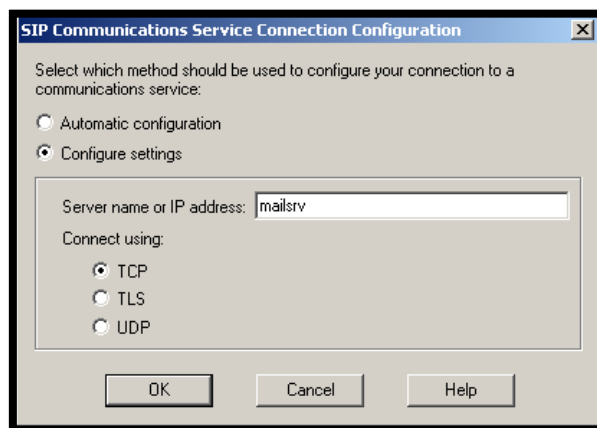 SIP Communications Service Connection Configuration
Select which method should be used to configure your connection to a
communications service:
Automatic configuration
Configure settings
Server name or IP address: mailsrv
Connect using:
TCP
TLS
UDP
OK Cancel Help